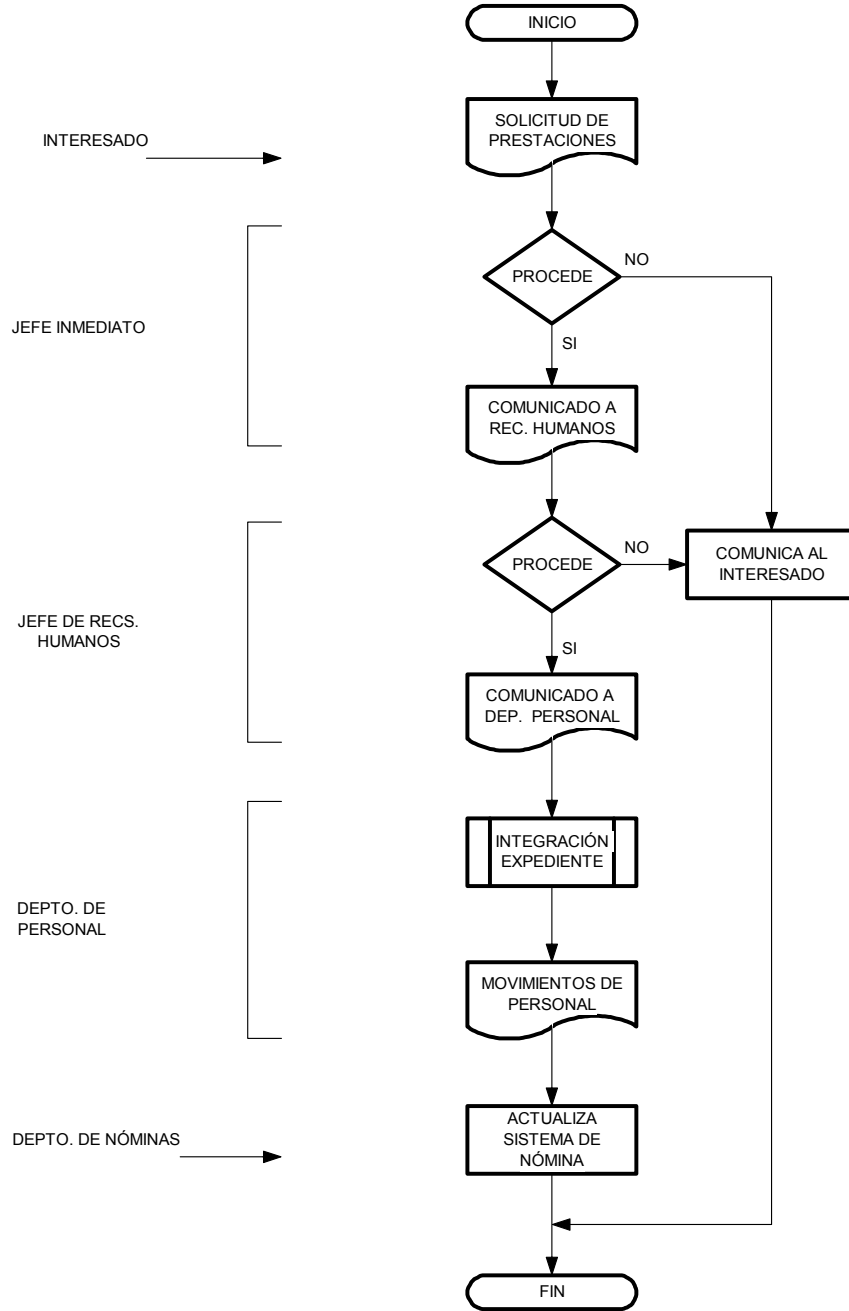 INICIO
SOLICITUD DE
PRESTACIONES
INTERESADO
PROCEDE
NO
JEFE INMEDIATO
SI
COMUNICADO A
REC. HUMANOS
PROCEDE
NO
COMUNICA AL
INTERESADO
JEFE DE RECS.
HUMANOS
SI
COMUNICADO A
DEP. PERSONAL
INTEGRACIÓN
EXPEDIENTE
DEPTO. DE
PERSONAL
MOVIMIENTOS DE
PERSONAL
ACTUALIZA
SISTEMA DE
NÓMINA
DEPTO. DE NÓMINAS
FIN